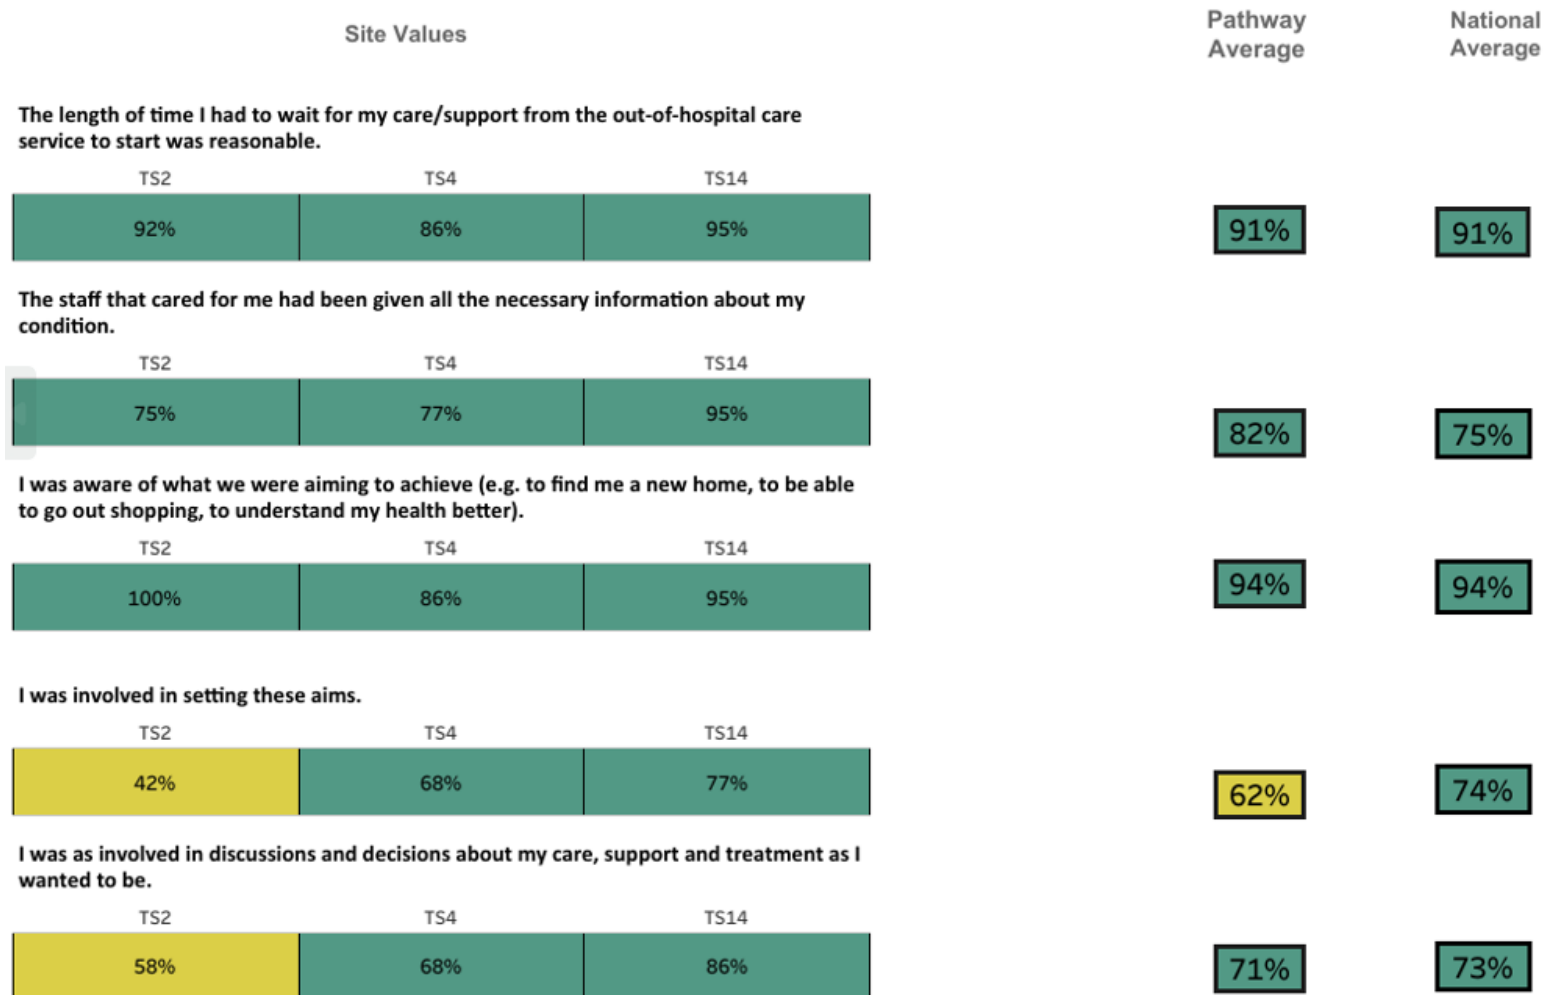 Site Values
Pathway
Average
National
Average
The length of time I had to wait for my care/support from the out-of-hospital care
service to start was reasonable.
TS2 TS4 TS14
92% 86% 95% 91% 91%
The staff that cared for me had been given all the necessary information about my
condition.
TS2 TS4 TS14
75% 77% 95% 82% 75%
I was aware of what we were aiming to achieve (e.g. to find me a new home, to be able
to go out shopping, to understand my health better).
TS2 TS4 TS14
100% 86% 95% 94% 94%
I was involved in setting these aims.
TS2 TS4 TS14
42% 68% 77% 62% 74%
I was as involved in discussions and decisions about my care, support and treatment as I
wanted to be.
TS2 TS4 TS14
58% 68% 86% 71% 73%